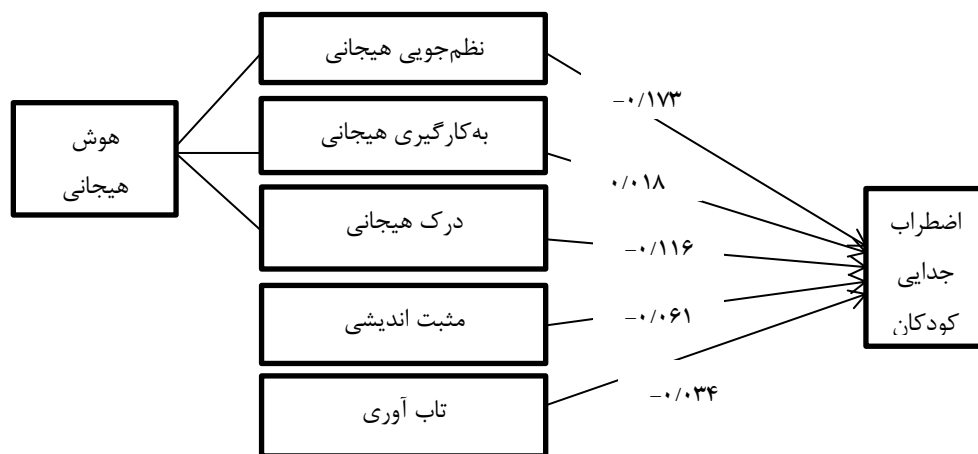 نظم‌جویی هیجانی
-۰/۱۷۳
هوش
هیجانی
به‌کارگیری هیجانی
۰/۰۱۸
درک هیجانی
-۰/۱۱۶
اضطراب
جدایی
کودکان
مثبت اندیشی
-۰/۰۶۱
تاب آوری
-۰/۰۳۴